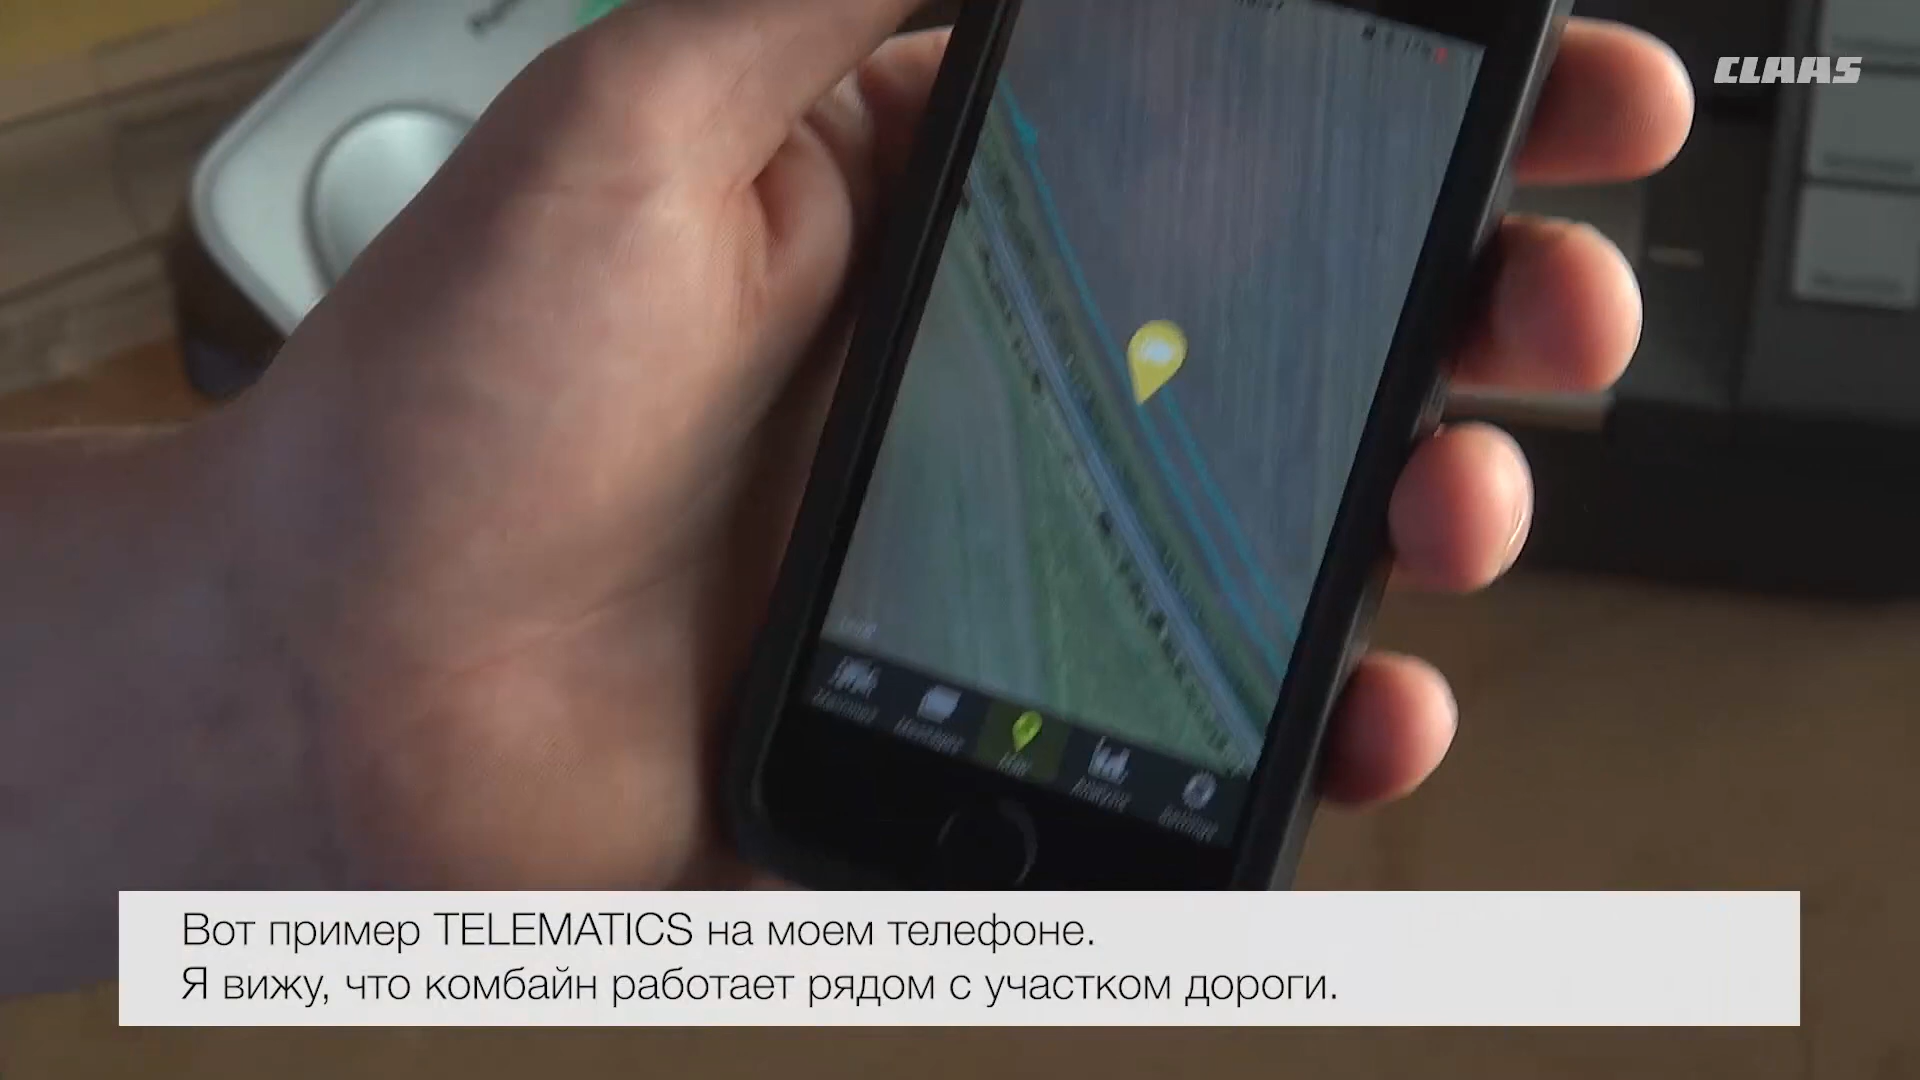 CLAAS
Вот пример TELEMATICS на моем телефоне.
Я вижу, что комбайн работает рядом с участком дороги.